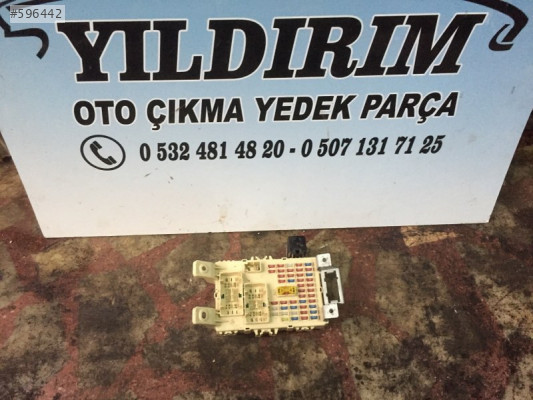 #596442
YILDIRIM
OTO ÇIKMA YEDEK PARÇA
0 532 481 48 20 - 0 507 131 71 25